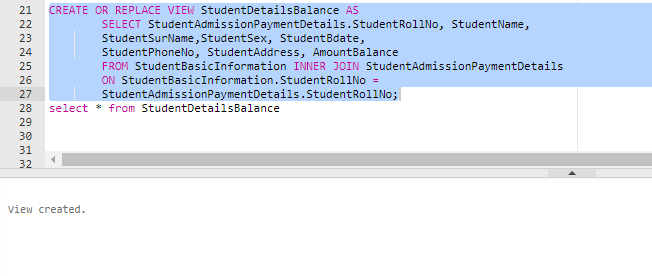 21 CREATE OR REPLACE VIEW StudentDetailsBalance AS
22 SELECT StudentAdmissionPaymentDetails.StudentRollNo, StudentName,
23 StudentSurName,StudentSex, StudentBdate,
24 StudentPhoneNo, StudentAddress, AmountBalance
25 FROM StudentBasicInformation INNER JOIN StudentAdmissionPaymentDetails
26 ON StudentBasicInformation.StudentRollNo =
27 StudentAdmissionPaymentDetails.StudentRollNo;
28 select * from StudentDetailsBalance
29
30
31
32
View created.